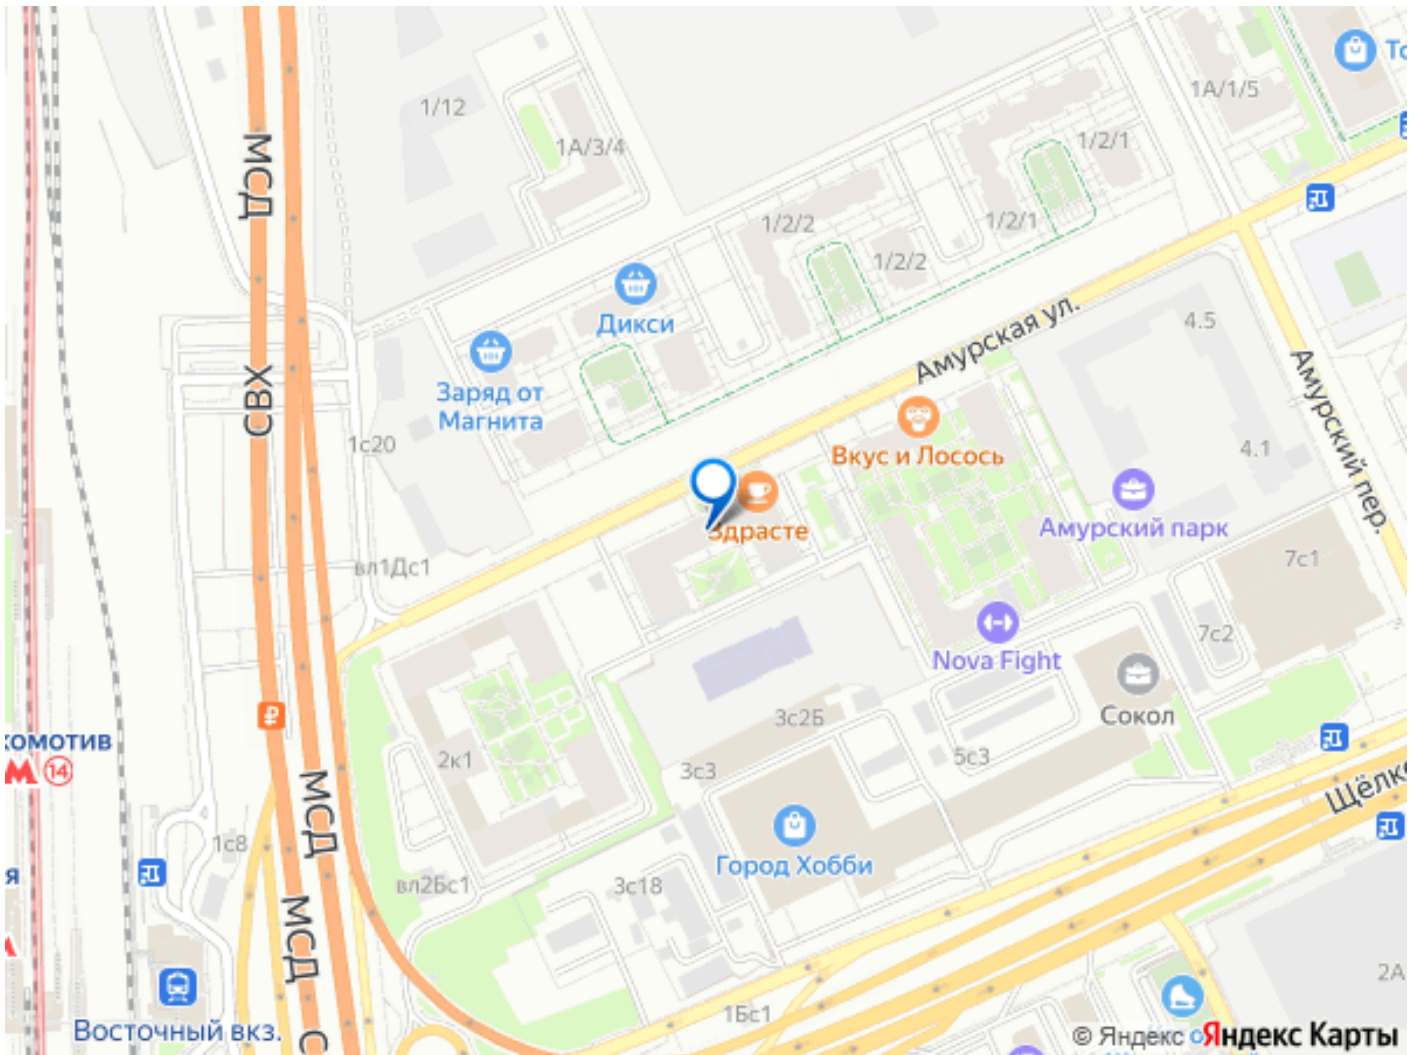 1/12
1А/3/4
1А/1/5
1/2/1
1/2/1
1/2/2
1/2/2
МСД
Дикси
Заряд от
Магнита
Амурская ул.
4.5
4.1
Амурский пер.
СВХ
1с20
Вкус и Лосось
Здрасте
Амурский парк
7с1
7с2
вл1Дс1
Nova Fight
Сокол
3с2Б
5с3
3с3
2к1
комотив
14
МСД
Город Хобби
Щёлко
1с8
я
вл2Бс1
3с18
МСД
С
1Бс1
2А
Восточный вкз.
© Яндекс
Яндекс Карты